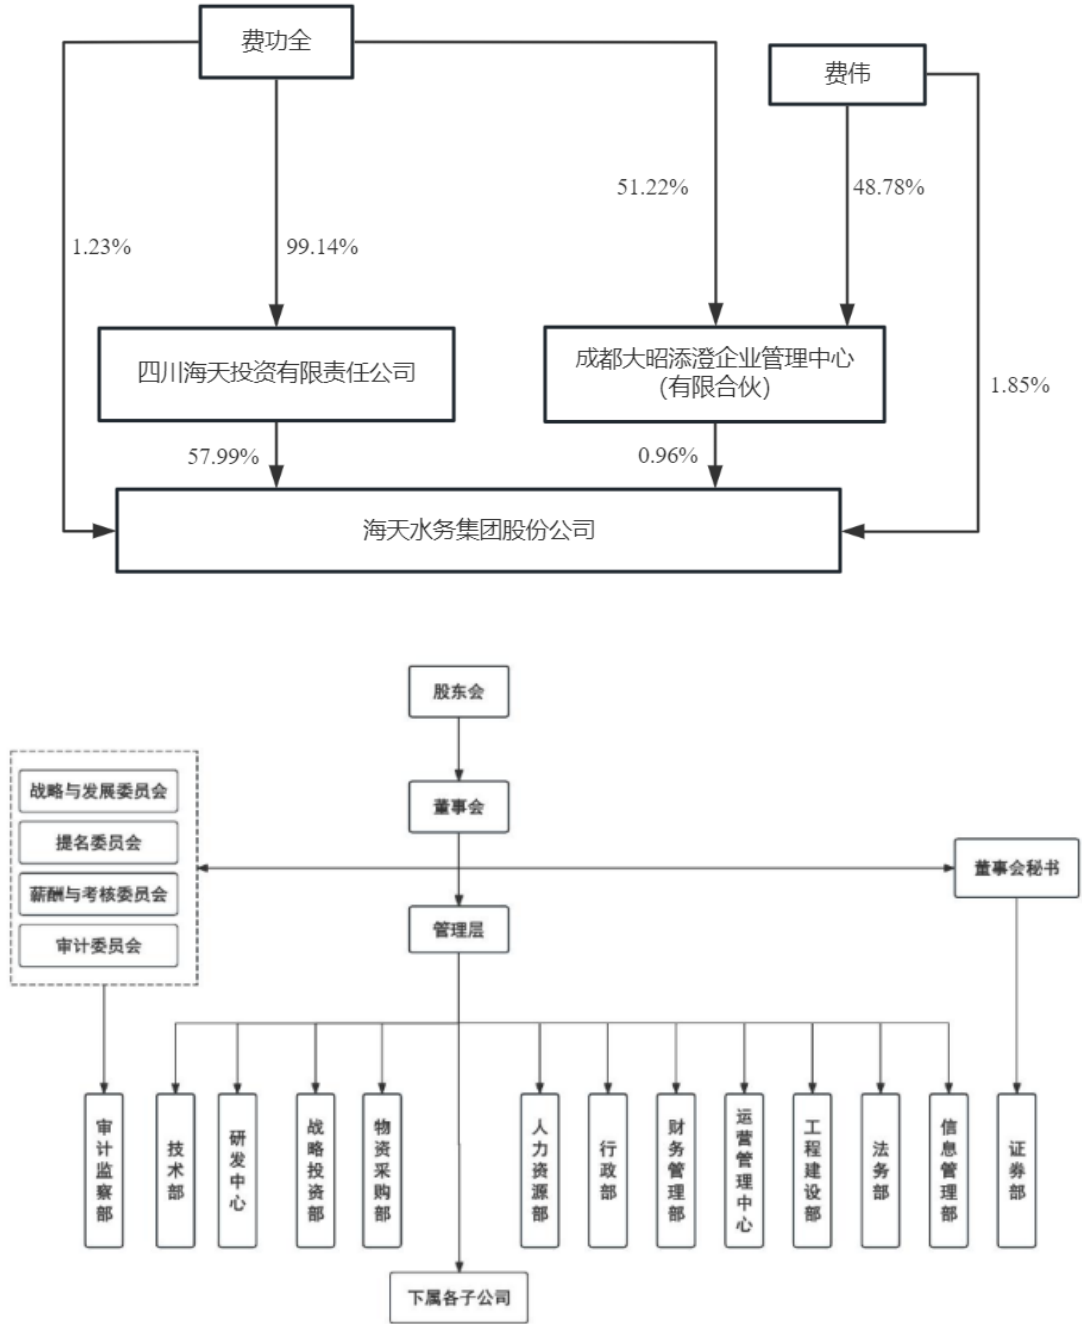 费功全
费伟
51.22%
48.78%
1.23%
99.14%
四川海天投资有限责任公司
成都大昭添澄企业管理中心
（有限合伙）
1.85%
57.99%
0.96%
海天水务集团股份公司
股东会
战略与发展委员会
提名委员会
薪酬与考核委员会
审计委员会
董事会
董事会秘书
管理层
审计监察部
技术部
研发中心
战略投资部
物资采购部
人力资源部
行政部
财务管理部
运营管理中心
工程建设部
法务部
信息管理部
证券部
下属各子公司